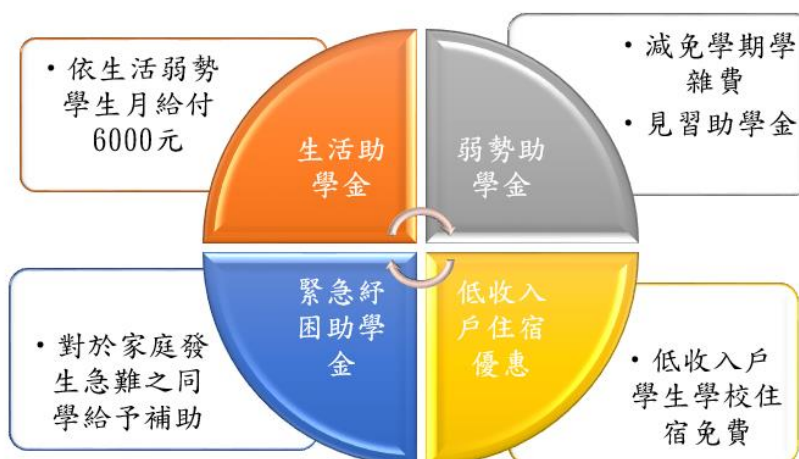 • 依生活弱勢
學生月給付
6000元
生活助
學金
弱勢助
學金
• 減免學期學
雜費
• 見習助學金
• 對於家庭發
生急難之同
學給予補助
緊急紓
困助學
金
低收入
戶住宿
優惠
• 低收入戶
學生學校住
宿免費